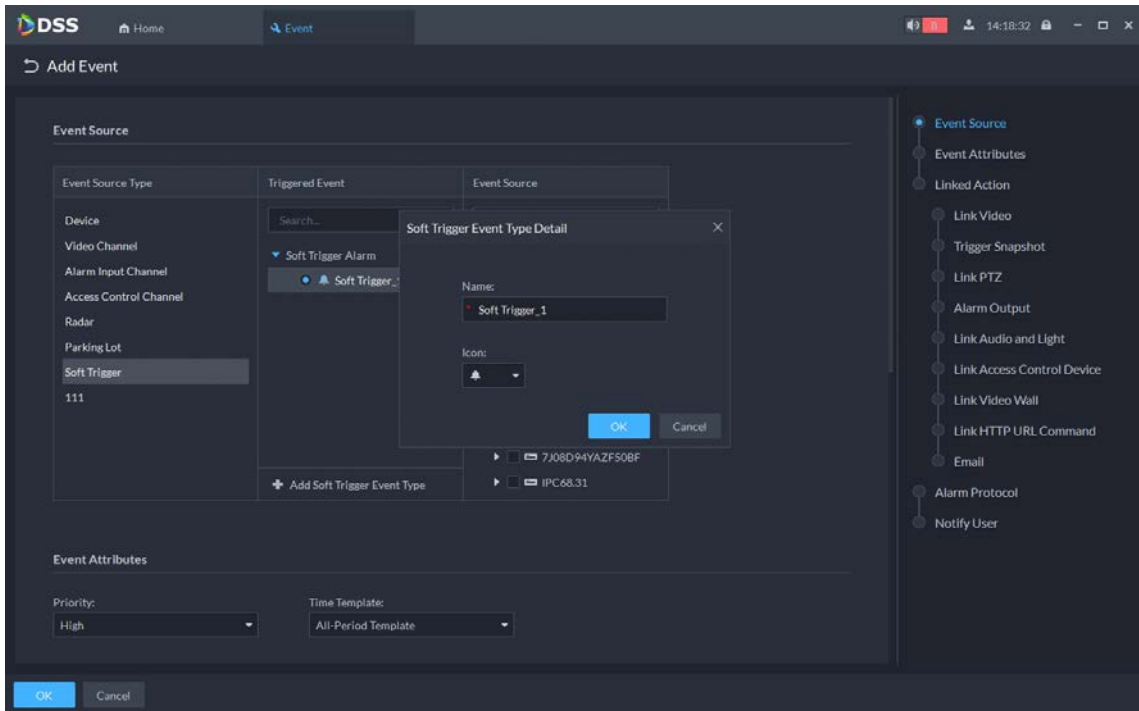 DSS
Home
Event
14:18:32
Add Event
Event Source
Event Source Type
Triggered Event
Event Source
Device
Video Channel
Alarm Input Channel
Access Control Channel
Radar
Parking Lot
Soft Trigger
111
Search...
Soft Trigger Alarm
Soft Trigger_
Add Soft Trigger Event Type
7J08D94YAZF50BF
IPC68.31
Soft Trigger Event Type Detail
Name:
* Soft Trigger_1
Icon:
OK
Cancel
Event Attributes
Priority:
High
Time Template:
All-Period Template
OK
Cancel
Event Source
Event Attributes
Linked Action
Link Video
Trigger Snapshot
Link PTZ
Alarm Output
Link Audio and Light
Link Access Control Device
Link Video Wall
Link HTTP URL Command
Email
Alarm Protocol
Notify User